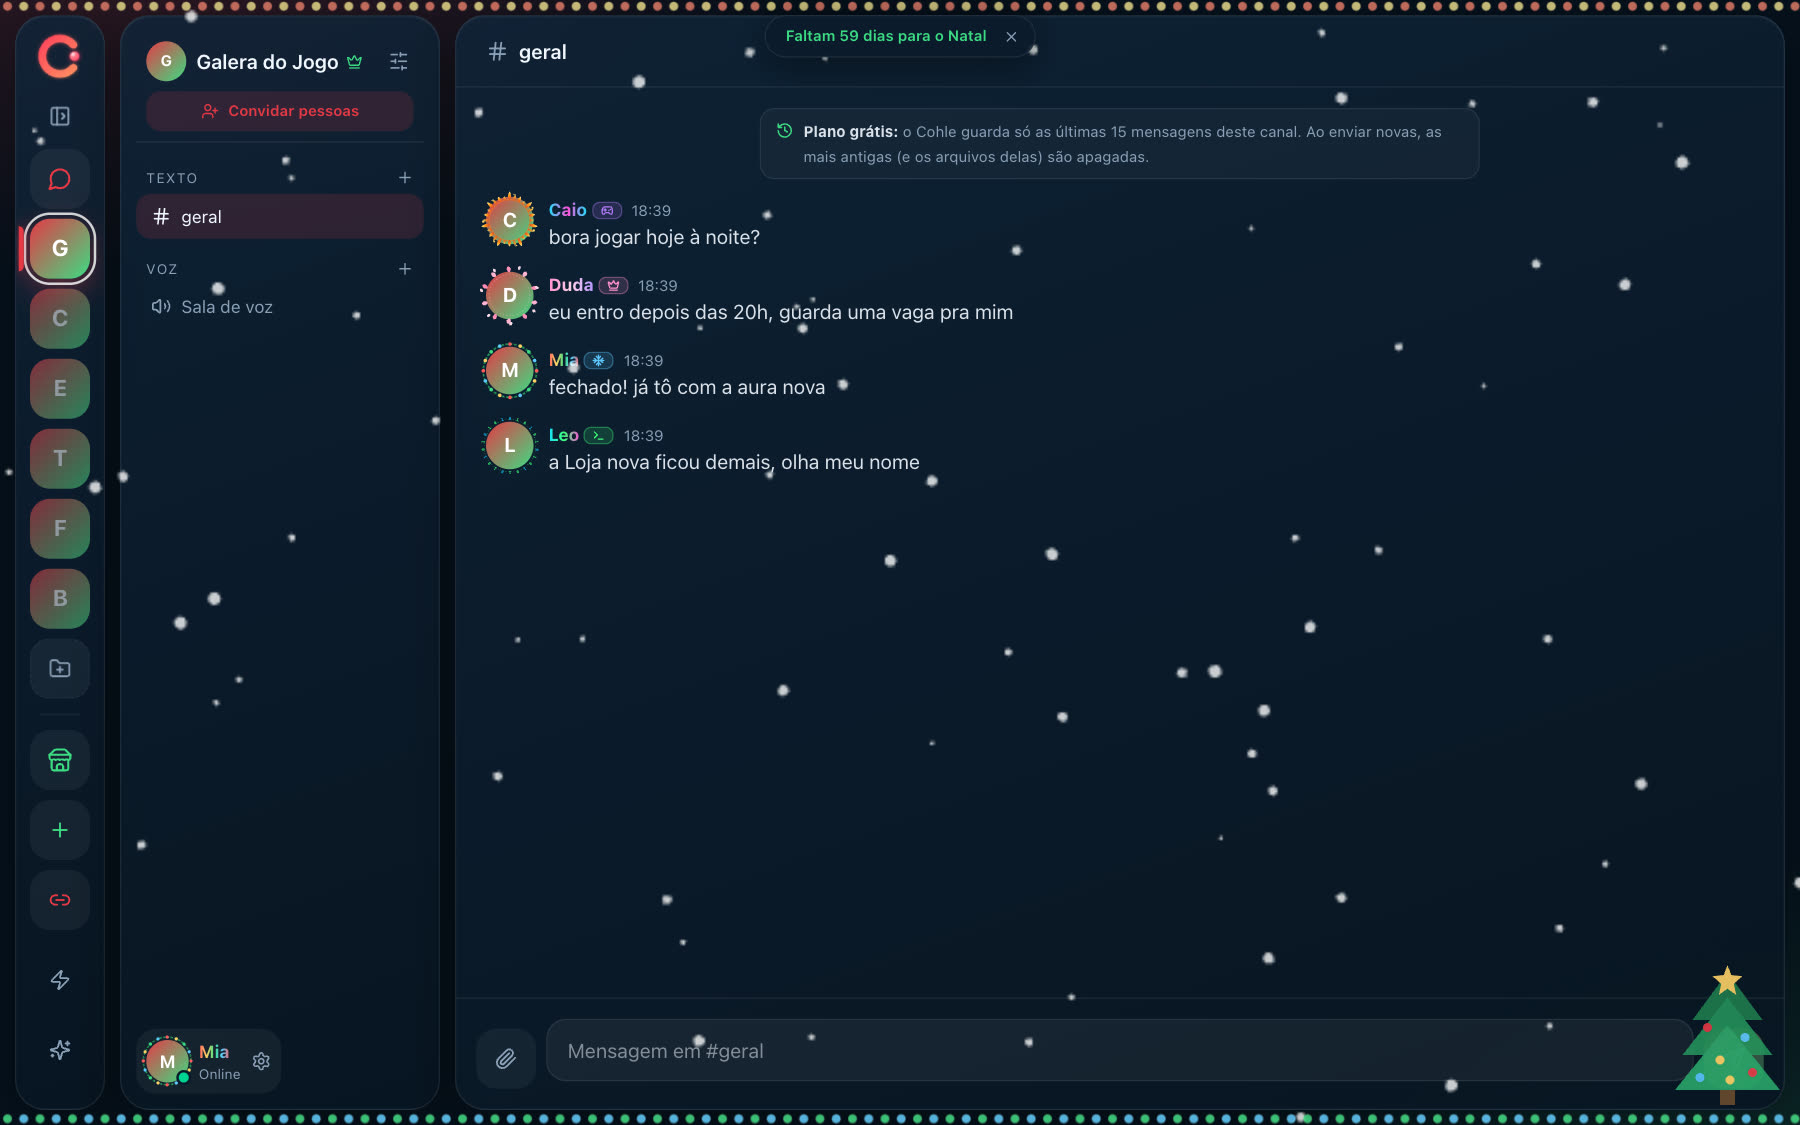 Faltam 59 dias para o Natal
G
Galera do Jogo
Convidar pessoas
TEXTO
geral
VOZ
Sala de voz
G
C
E
T
F
B
M
Mia
Online
# geral
Plano grátis: o Cohle guarda só as últimas 15 mensagens deste canal. Ao enviar novas, as
mais antigas (e os arquivos delas) são apagadas.
C
Caio 18:39
bora jogar hoje à noite?
D
Duda 18:39
eu entro depois das 20h, guarda uma vaga pra mim
M
Mia 18:39
fechado! já tô com a aura nova
L
Leo 18:39
a Loja nova ficou demais, olha meu nome
Mensagem em #geral